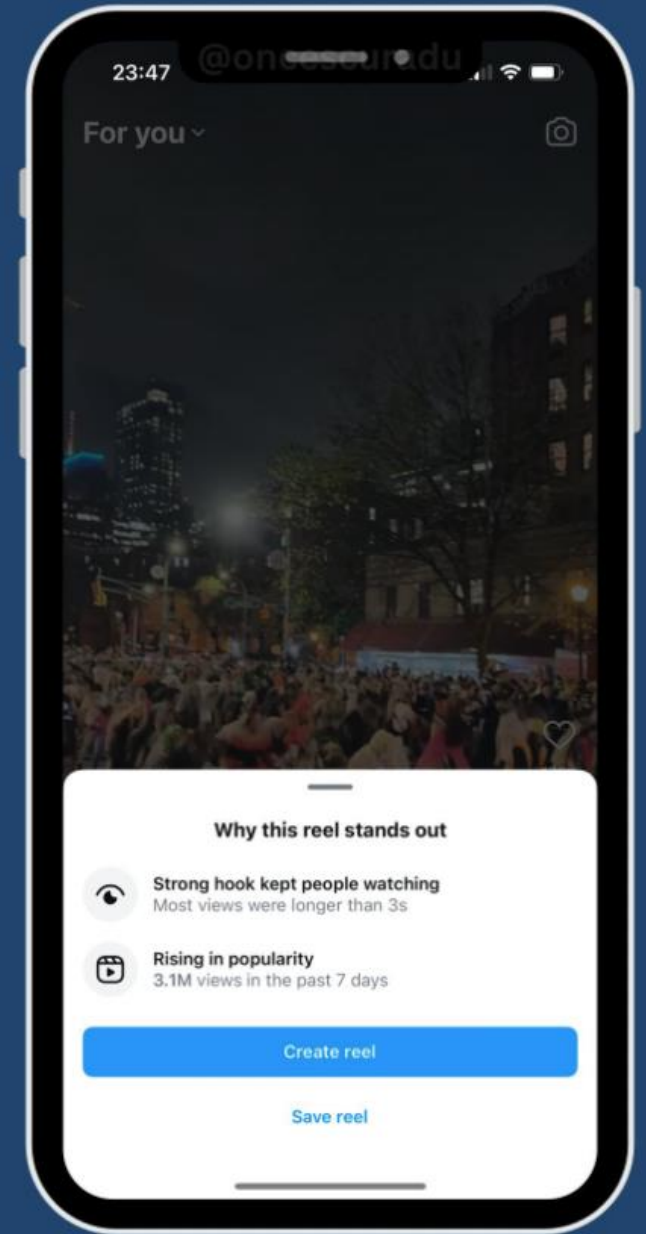 @oncescuradu
23:47
For you
Why this reel stands out
Strong hook kept people watching
Most views were longer than 3s
Rising in popularity
3.1M views in the past 7 days
Create reel
Save reel